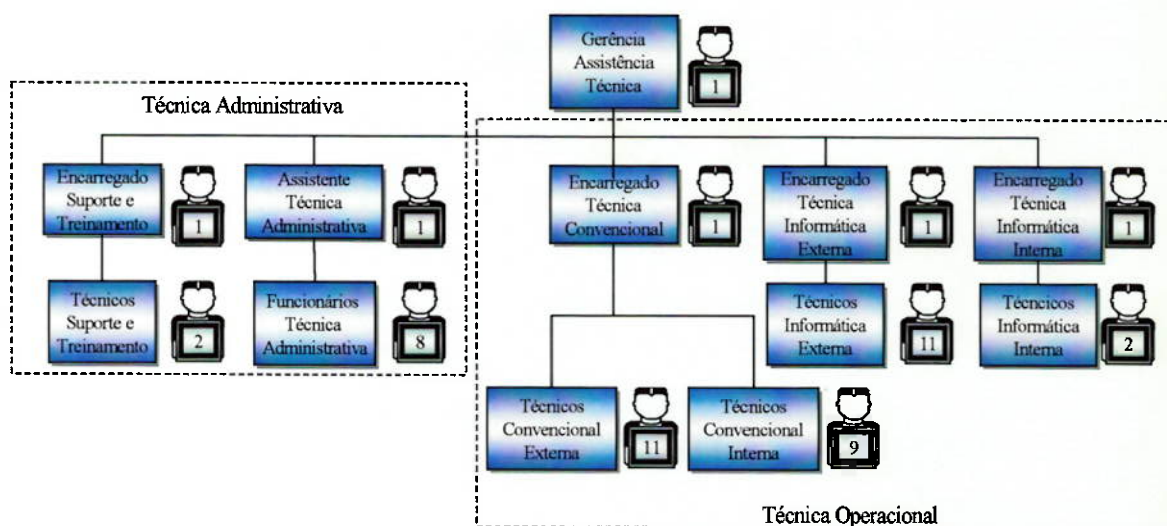 Gerência
Assistência
Técnica
1
Técnica Administrativa
Encarregado
Suporte e
Treinamento
1
Assistente
Técnica
Administrativa
1
Encarregado
Técnica
Convencional
1
Encarregado
Técnica
Informática
Externa
1
Encarregado
Técnica
Informática
Interna
1
Técnicos
Suporte e
Treinamento
2
Funcionários
Técnica
Administrativa
8
Técnicos
Informática
Externa
11
Técncicos
Informática
Interna
2
Técnicos
Convencional
Externa
11
Técnicos
Convencional
Interna
9
Técnica Operacional